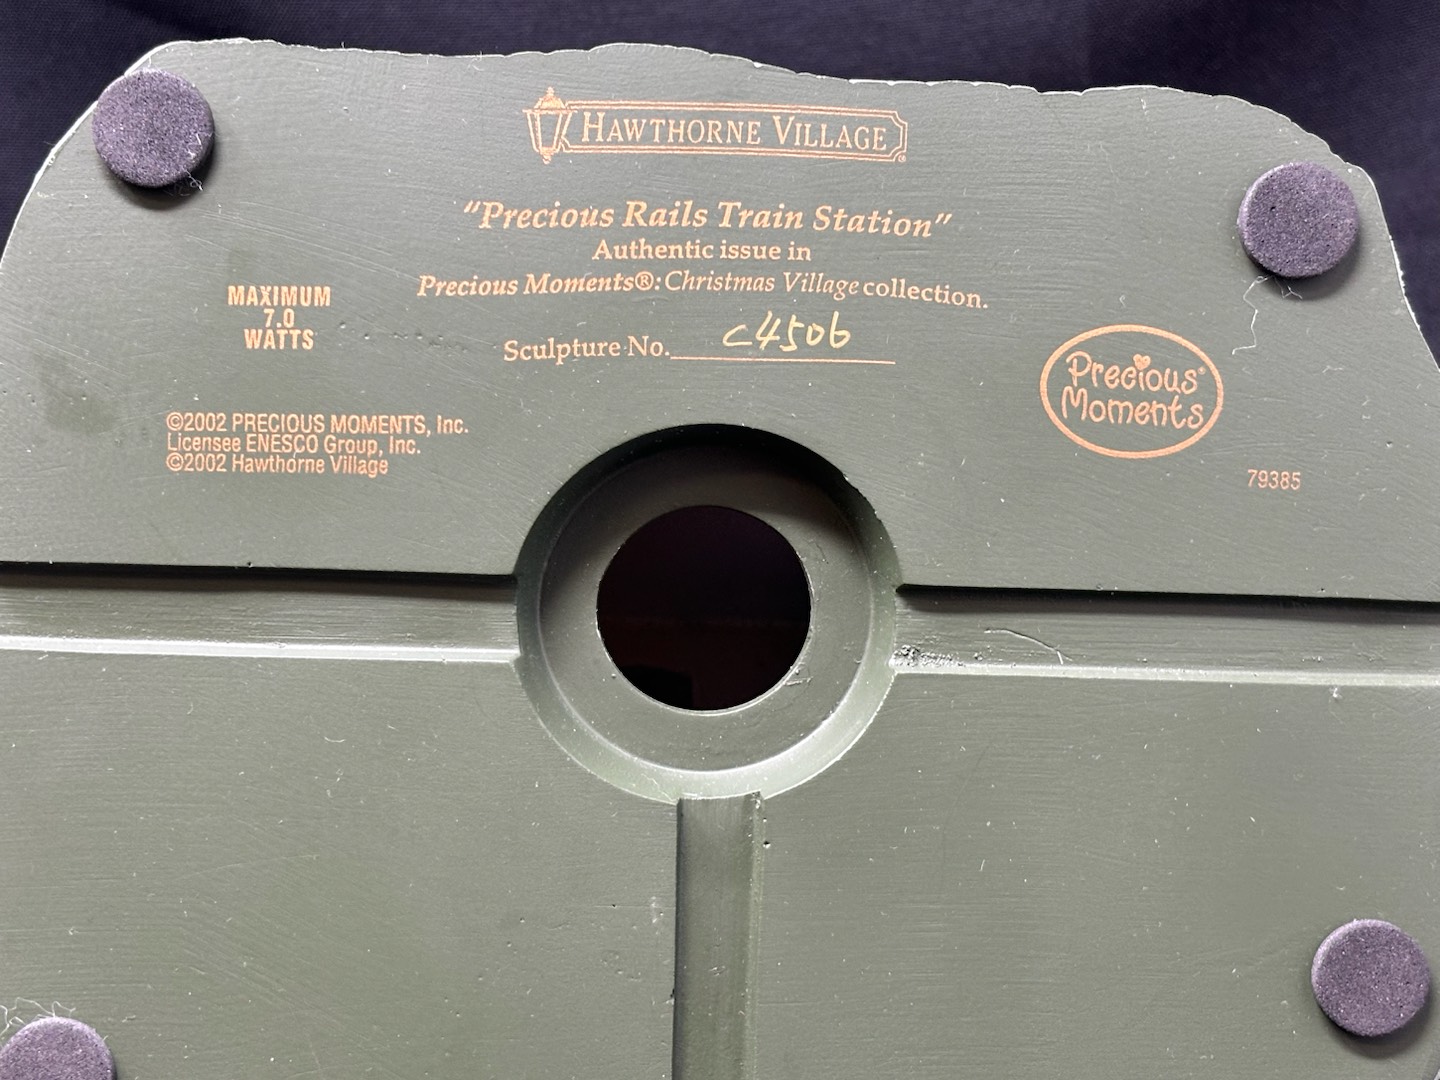 HAWTHORNE VILLAGE
"Precious Rails Train Station"
Authentic issue in
Precious Moments®: Christmas Village collection.
Sculpture No. C4506
MAXIMUM
7.0
WATTS
©2002 PRECIOUS MOMENTS, Inc.
Licensee ENESCO Group, Inc.
©2002 Hawthorne Village
Precious®
Moments
79385